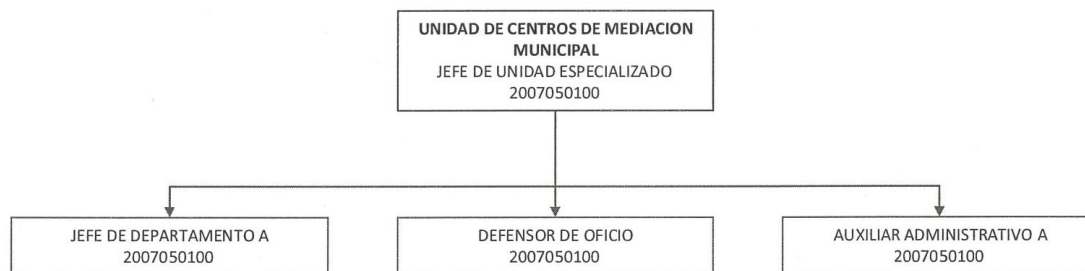 UNIDAD DE CENTROS DE MEDIACION
MUNICIPAL
JEFE DE UNIDAD ESPECIALIZADO
2007050100
JEFE DE DEPARTAMENTO A
2007050100
DEFENSOR DE OFICIO
2007050100
AUXILIAR ADMINISTRATIVO A
2007050100